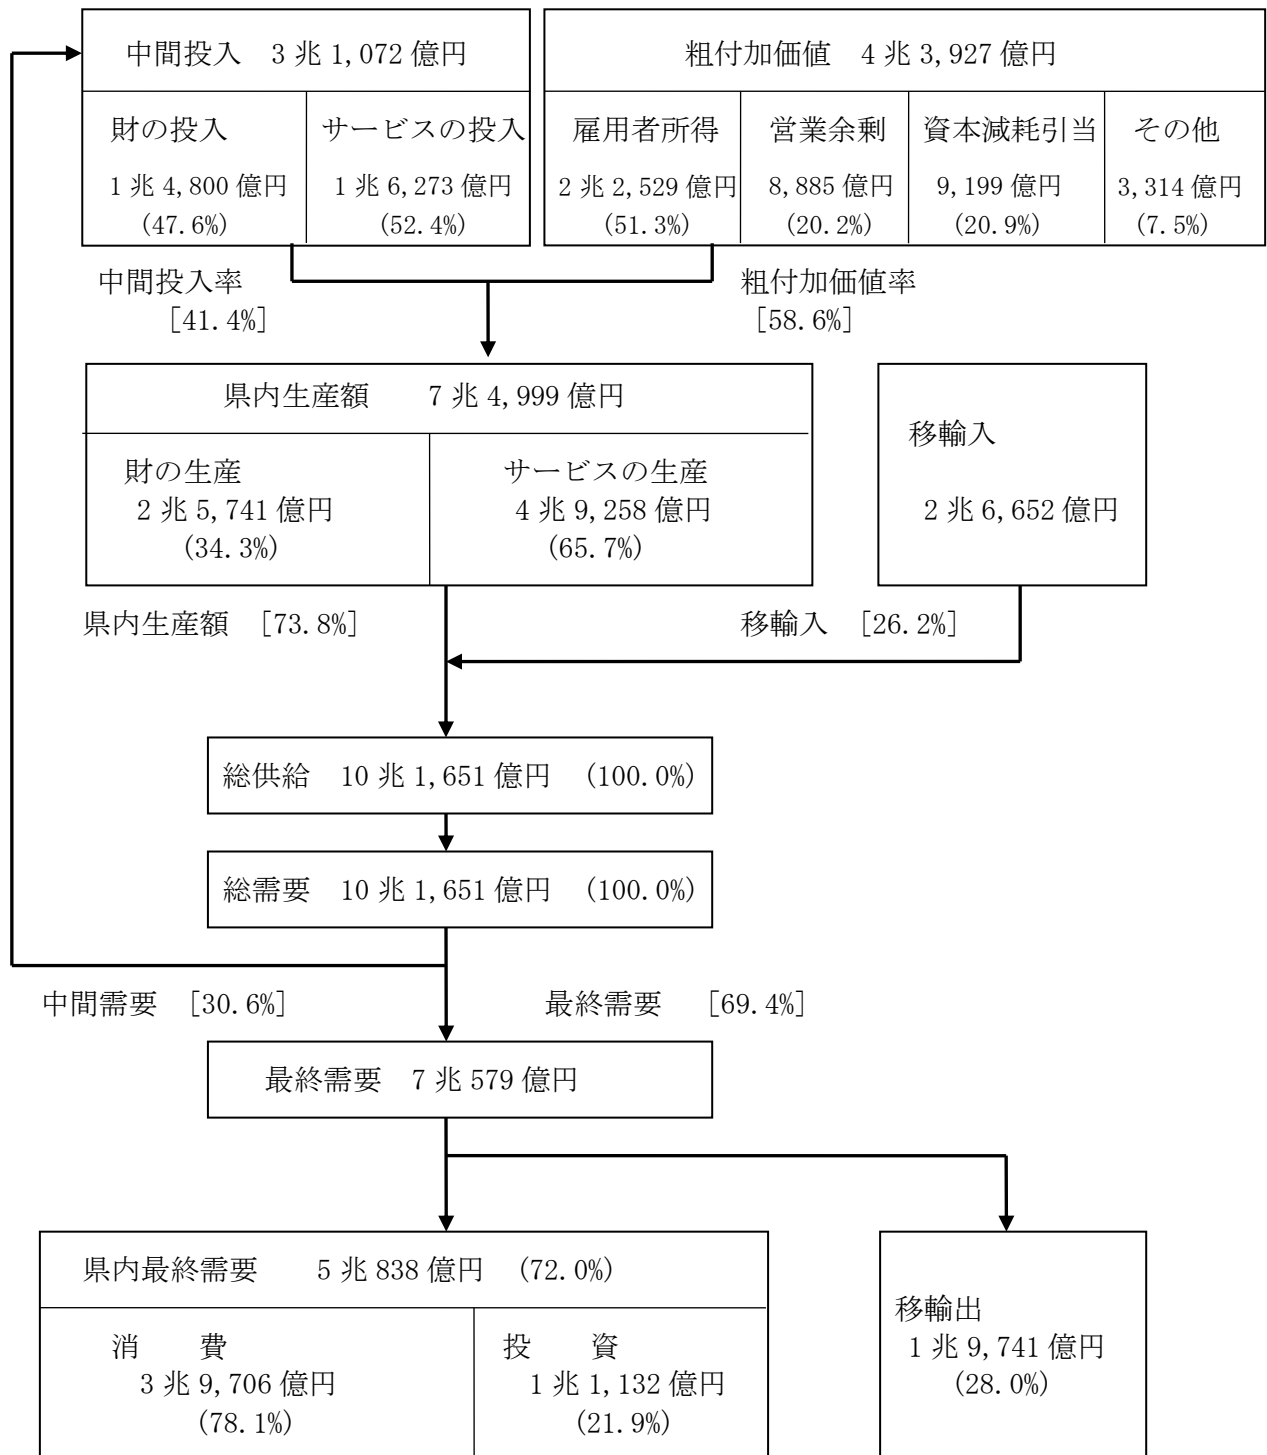 中間投入 3兆1,072億円
粗付加価値 4兆3,927億円
財の投入
1兆4,800億円
(47.6%)
サービスの投入
1兆6,273億円
(52.4%)
雇用者所得
2兆2,529億円
(51.3%)
営業余剰
8,885億円
(20.2%)
資本減耗引当
9,199億円
(20.9%)
その他
3,314億円
(7.5%)
中間投入率
[41.4%]
粗付加価値率
[58.6%]
県内生産額 7兆4,999億円
財の生産
2兆5,741億円
(34.3%)
サービスの生産
4兆9,258億円
(65.7%)
移輸入
2兆6,652億円
県内生産額 [73.8%]
移輸入 [26.2%]
総供給 10兆1,651億円 (100.0%)
総需要 10兆1,651億円 (100.0%)
中間需要 [30.6%]
最終需要 [69.4%]
最終需要 7兆579億円
県内最終需要 5兆838億円 (72.0%)
消 費
3兆9,706億円
(78.1%)
投 資
1兆1,132億円
(21.9%)
移輸出
1兆9,741億円
(28.0%)